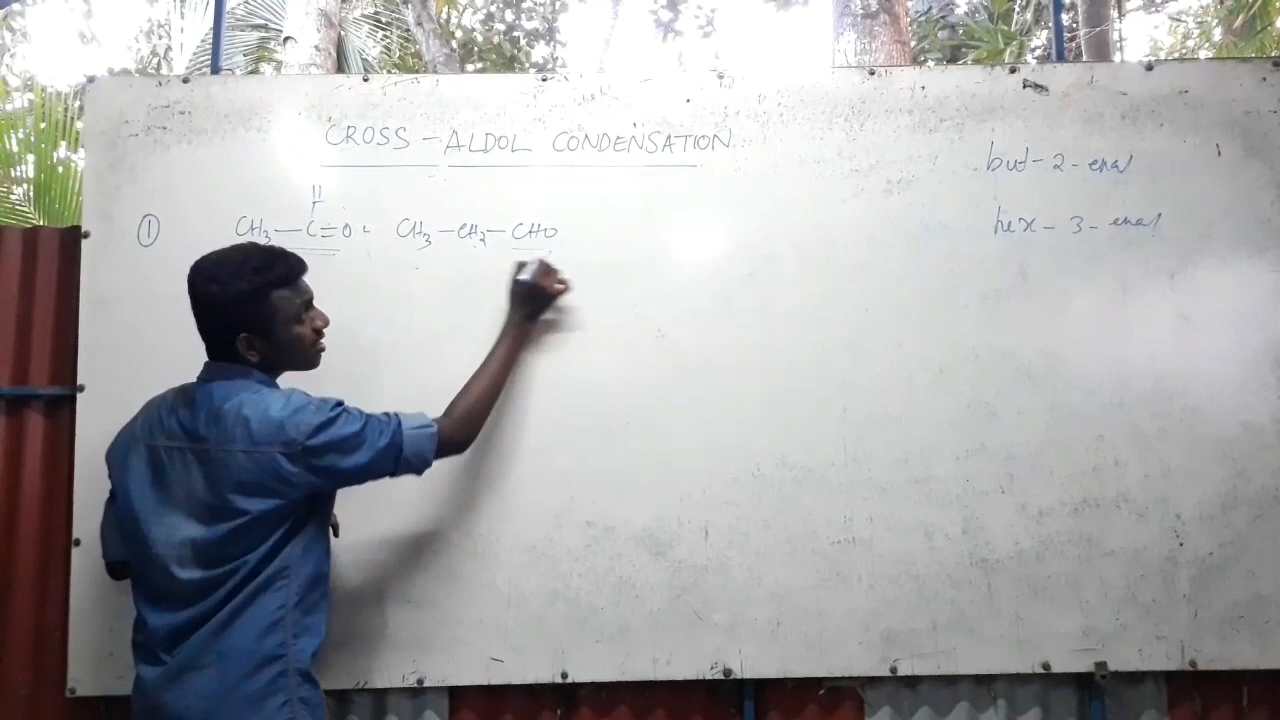 CROSS-ALDOL CONDENSATION
but-2-enal
hex-3-enal
H
① CH₃—C=O. CH₃—CH₂—CHO